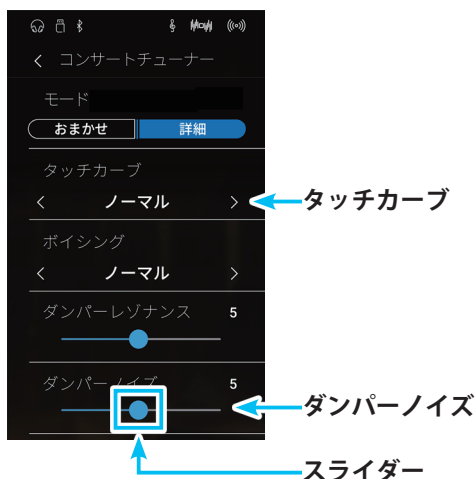 コンサートチューナー
モード
おまかせ 詳細
タッチカーブ
ノーマル
タッチカーブ
ボイシング
ノーマル
ダンパーレゾナンス 5
ダンパーノイズ 5
ダンパーノイズ
スライダー